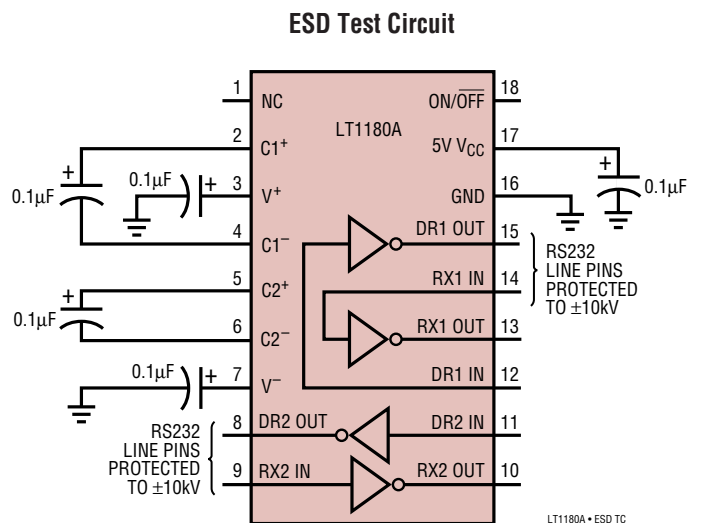 ESD Test Circuit
LT1180A
1 NC
ON/OFF 18
2 C1+
5V VCC 17
3 V+
GND 16
4 C1–
DR1 OUT 15
5 C2+
RX1 IN 14
6 C2–
RX1 OUT 13
7 V–
DR1 IN 12
8 DR2 OUT
DR2 IN 11
9 RX2 IN
RX2 OUT 10
+
0.1µF
0.1µF
+
+
0.1µF
0.1µF
+
+
0.1µF
RS232
LINE PINS
PROTECTED
TO ±10kV
RS232
LINE PINS
PROTECTED
TO ±10kV
LT1180A • ESD TC